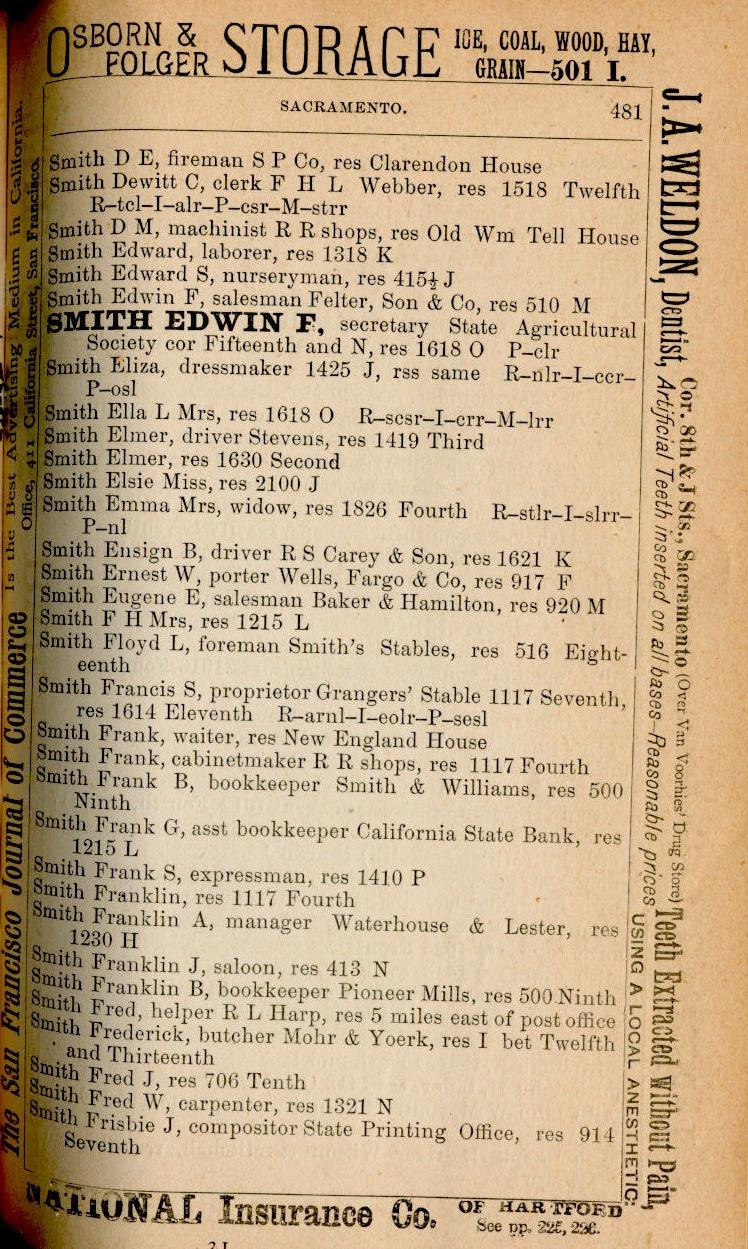 OSBORN & FOLGER STORAGE ICE, COAL, WOOD, HAY,
GRAIN—501 I.
SACRAMENTO. 481
Smith D E, fireman S P Co, res Clarendon House
Smith Dewitt C, clerk F H L Webber, res 1518 Twelfth
R–tcl–I–alr–P–csr–M–strr
Smith D M, machinist R R shops, res Old Wm Tell House
Smith Edward, laborer, res 1318 K
Smith Edward S, nurseryman, res 415½ J
Smith Edwin F, salesman Felter, Son & Co, res 510 M
SMITH EDWIN F, secretary State Agricultural
Society cor Fifteenth and N, res 1618 O P–clr
Smith Eliza, dressmaker 1425 J, rss same R–nlr–I–ccr–
P–osl
Smith Ella L Mrs, res 1618 O R–scsr–I–crr–M–lrr
Smith Elmer, driver Stevens, res 1419 Third
Smith Elmer, res 1630 Second
Smith Elsie Miss, res 2100 J
Smith Emma Mrs, widow, res 1826 Fourth R–stlr–I–slrr–
P–nl
Smith Ensign B, driver R S Carey & Son, res 1621 K
Smith Ernest W, porter Wells, Fargo & Co, res 917 F
Smith Eugene E, salesman Baker & Hamilton, res 920 M
Smith F H Mrs, res 1215 L
Smith Floyd L, foreman Smith's Stables, res 516 Eight-
eenth
Smith Francis S, proprietor Grangers' Stable 1117 Seventh,
res 1614 Eleventh R–arnl–I–eolr–P–sesl
Smith Frank, waiter, res New England House
Smith Frank, cabinetmaker R R shops, res 1117 Fourth
Smith Frank B, bookkeeper Smith & Williams, res 500
Ninth
Smith Frank G, asst bookkeeper California State Bank, res
1215 L
Smith Frank S, expressman, res 1410 P
Smith Franklin, res 1117 Fourth
Smith Franklin A, manager Waterhouse & Lester, res
1230 H
Smith Franklin J, saloon, res 413 N
Smith Franklin B, bookkeeper Pioneer Mills, res 500 Ninth
Smith Fred, helper R L Harp, res 5 miles east of post office
Smith Frederick, butcher Mohr & Yoerk, res I bet Twelfth
and Thirteenth
Smith Fred J, res 706 Tenth
Smith Fred W, carpenter, res 1321 N
Smith Frisbie J, compositor State Printing Office, res 914
Seventh
NATIONAL Insurance Co. OF HARTFORD
See pp. 225, 226.
31
The San Francisco Journal of Commerce Is the Best Advertising Medium in California.
Office, 411 California Street, San Francisco.
J. A. WELDON, Dentist, Cor. 8th & J Sts., Sacramento (Over Van Voorhies' Drug Store) Teeth Extracted without Pain,
Artificial Teeth inserted on all bases—Reasonable prices USING A LOCAL ANESTHETIC.